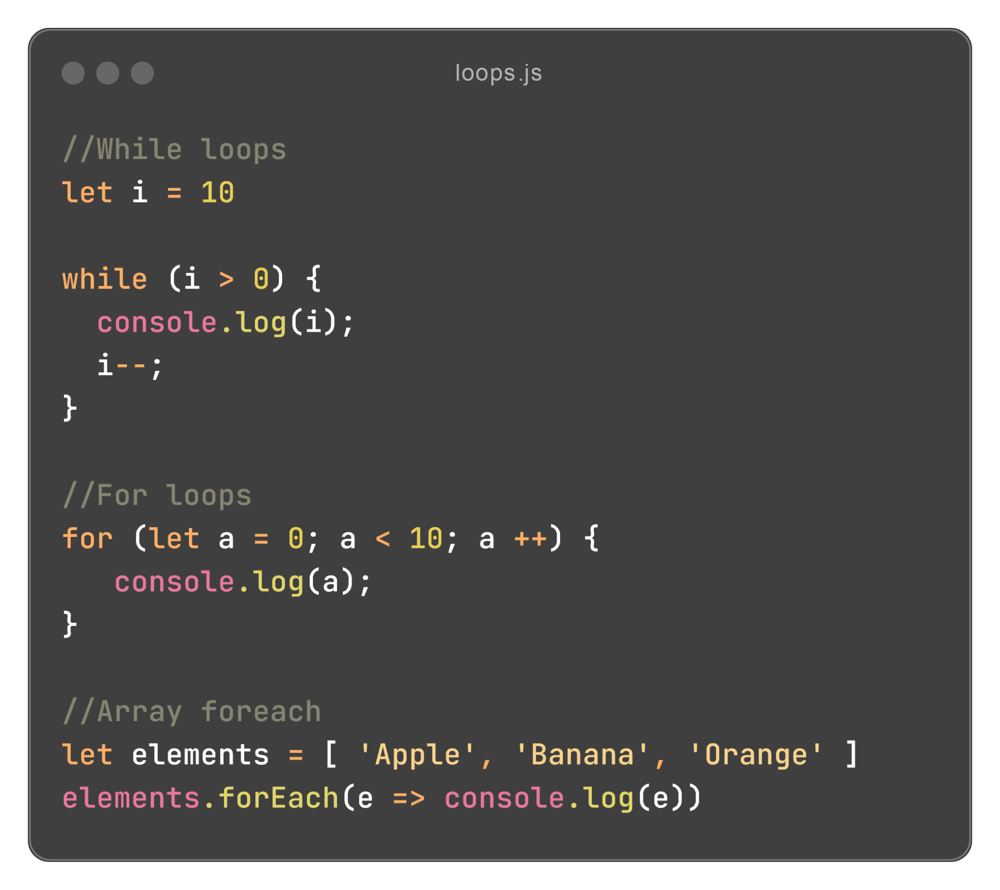 loops.js
//While loops
let i = 10
while (i > 0) {
  console.log(i);
  i--;
}
//For loops
for (let a = 0; a < 10; a ++) {
   console.log(a);
}
//Array foreach
let elements = [ 'Apple', 'Banana', 'Orange' ]
elements.forEach(e => console.log(e))